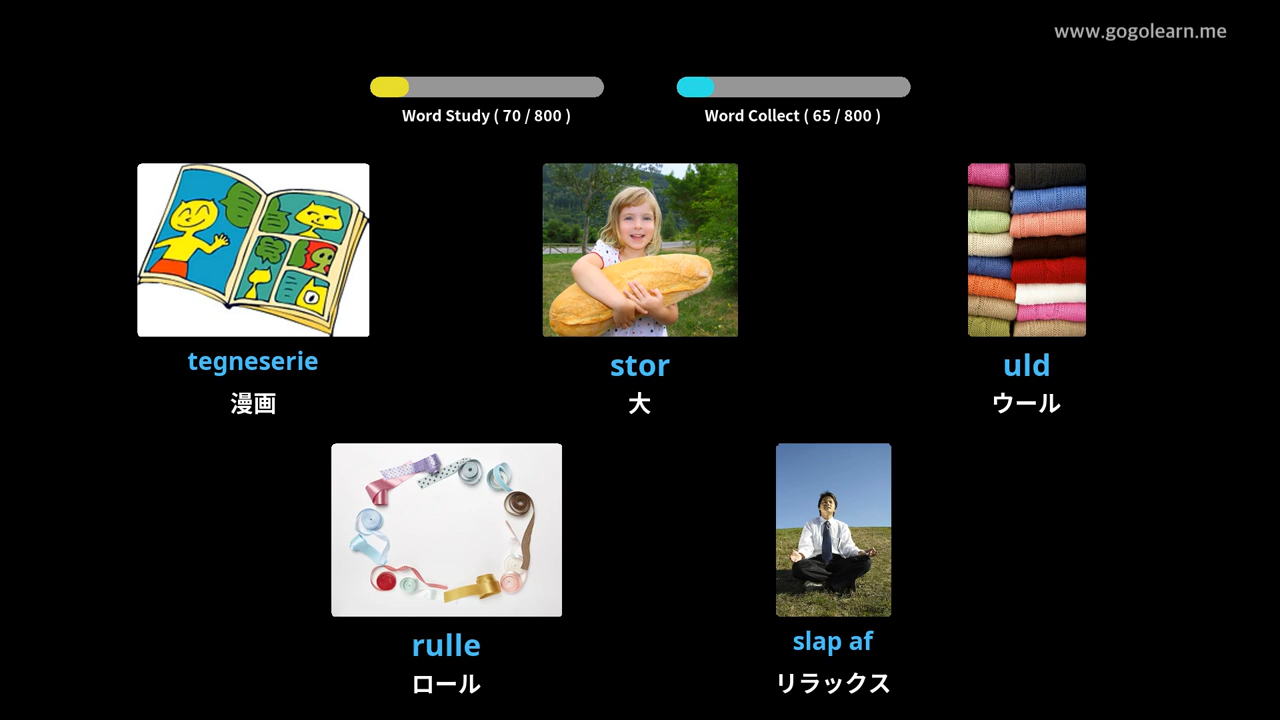 www.gogolearn.me
Word Study ( 70 / 800 )
Word Collect ( 65 / 800 )
tegneserie
漫画
stor
大
uld
ウール
rulle
ロール
slap af
リラックス